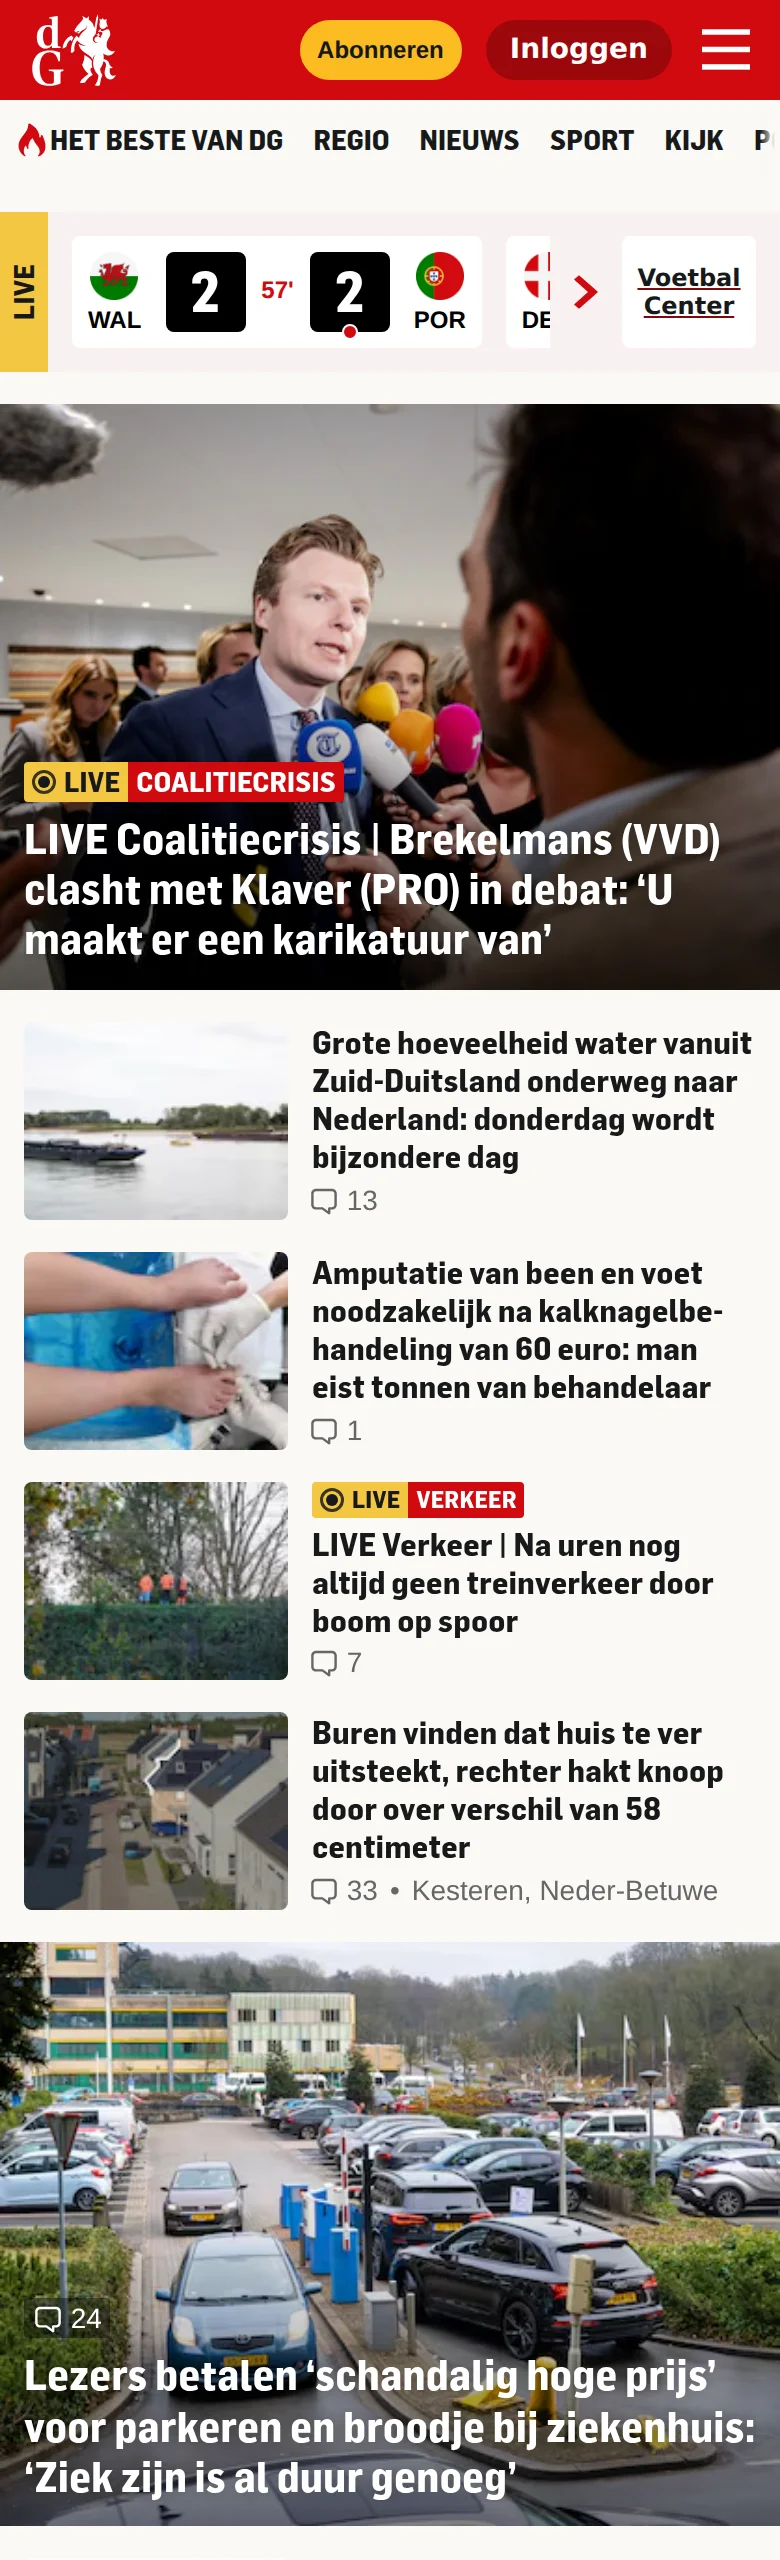 dG
Abonneren
Inloggen
HET BESTE VAN DG REGIO NIEUWS SPORT KIJK
LIVE
WAL 2 57' 2 POR
Voetbal
Center
LIVE COALITIECRISIS
LIVE Coalitiecrisis | Brekelmans (VVD)
clasht met Klaver (PRO) in debat: ‘U
maakt er een karikatuur van’
Grote hoeveelheid water vanuit
Zuid-Duitsland onderweg naar
Nederland: donderdag wordt
bijzondere dag
13
Amputatie van been en voet
noodzakelijk na kalknagelbe-
handeling van 60 euro: man
eist tonnen van behandelaar
1
LIVE VERKEER
LIVE Verkeer | Na uren nog
altijd geen treinverkeer door
boom op spoor
7
Buren vinden dat huis te ver
uitsteekt, rechter hakt knoop
door over verschil van 58
centimeter
33 • Kesteren, Neder-Betuwe
24
Lezers betalen ‘schandalig hoge prijs’
voor parkeren en broodje bij ziekenhuis:
‘Ziek zijn is al duur genoeg’